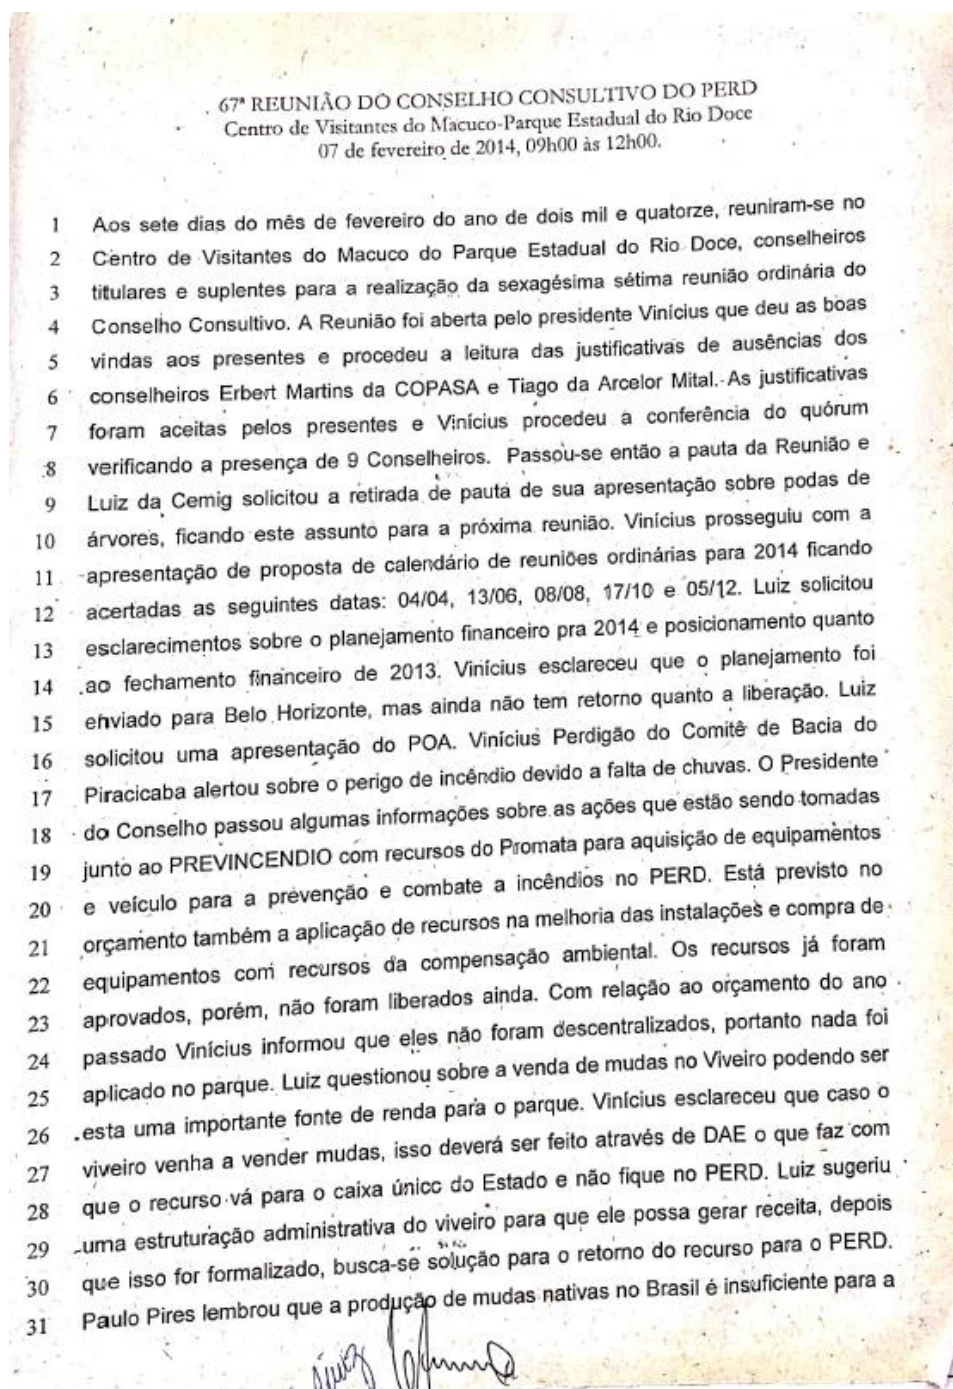 67ª REUNIÃO DO CONSELHO CONSULTIVO DO PERD
Centro de Visitantes do Macuco-Parque Estadual do Rio Doce
07 de fevereiro de 2014, 09h00 às 12h00.
1 Aos sete dias do mês de fevereiro do ano de dois mil e quatorze, reuniram-se no
2 Centro de Visitantes do Macuco do Parque Estadual do Rio Doce, conselheiros
3 titulares e suplentes para a realização da sexagésima sétima reunião ordinária do
4 Conselho Consultivo. A Reunião foi aberta pelo presidente Vinícius que deu as boas
5 vindas aos presentes e procedeu a leitura das justificativas de ausências dos
6 conselheiros Erbert Martins da COPASA e Tiago da Arcelor Mital. As justificativas
7 foram aceitas pelos presentes e Vinícius procedeu a conferência do quórum
8 verificando a presença de 9 Conselheiros. Passou-se então a pauta da Reunião e
9 Luiz da Cemig solicitou a retirada de pauta de sua apresentação sobre podas de
10 árvores, ficando este assunto para a próxima reunião. Vinícius prosseguiu com a
11 apresentação de proposta de calendário de reuniões ordinárias para 2014 ficando
12 acertadas as seguintes datas: 04/04, 13/06, 08/08, 17/10 e 05/12. Luiz solicitou
13 esclarecimentos sobre o planejamento financeiro pra 2014 e posicionamento quanto
14 ao fechamento financeiro de 2013. Vinícius esclareceu que o planejamento foi
15 enviado para Belo Horizonte, mas ainda não tem retorno quanto a liberação. Luiz
16 solicitou uma apresentação do POA. Vinícius Perdigão do Comitê de Bacia do
17 Piracicaba alertou sobre o perigo de incêndio devido a falta de chuvas. O Presidente
18 do Conselho passou algumas informações sobre as ações que estão sendo tomadas
19 junto ao PREVINCENDIO com recursos do Promata para aquisição de equipamentos
20 e veículo para a prevenção e combate a incêndios no PERD. Está previsto no
21 orçamento também a aplicação de recursos na melhoria das instalações e compra de
22 equipamentos com recursos da compensação ambiental. Os recursos já foram
23 aprovados, porém, não foram liberados ainda. Com relação ao orçamento do ano
24 passado Vinícius informou que eles não foram descentralizados, portanto nada foi
25 aplicado no parque. Luiz questionou sobre a venda de mudas no Viveiro podendo ser
26 esta uma importante fonte de renda para o parque. Vinícius esclareceu que caso o
27 viveiro venha a vender mudas, isso deverá ser feito através de DAE o que faz com
28 que o recurso vá para o caixa único do Estado e não fique no PERD. Luiz sugeriu
29 uma estruturação administrativa do viveiro para que ele possa gerar receita, depois
30 que isso for formalizado, busca-se solução para o retorno do recurso para o PERD.
31 Paulo Pires lembrou que a produção de mudas nativas no Brasil é insuficiente para a